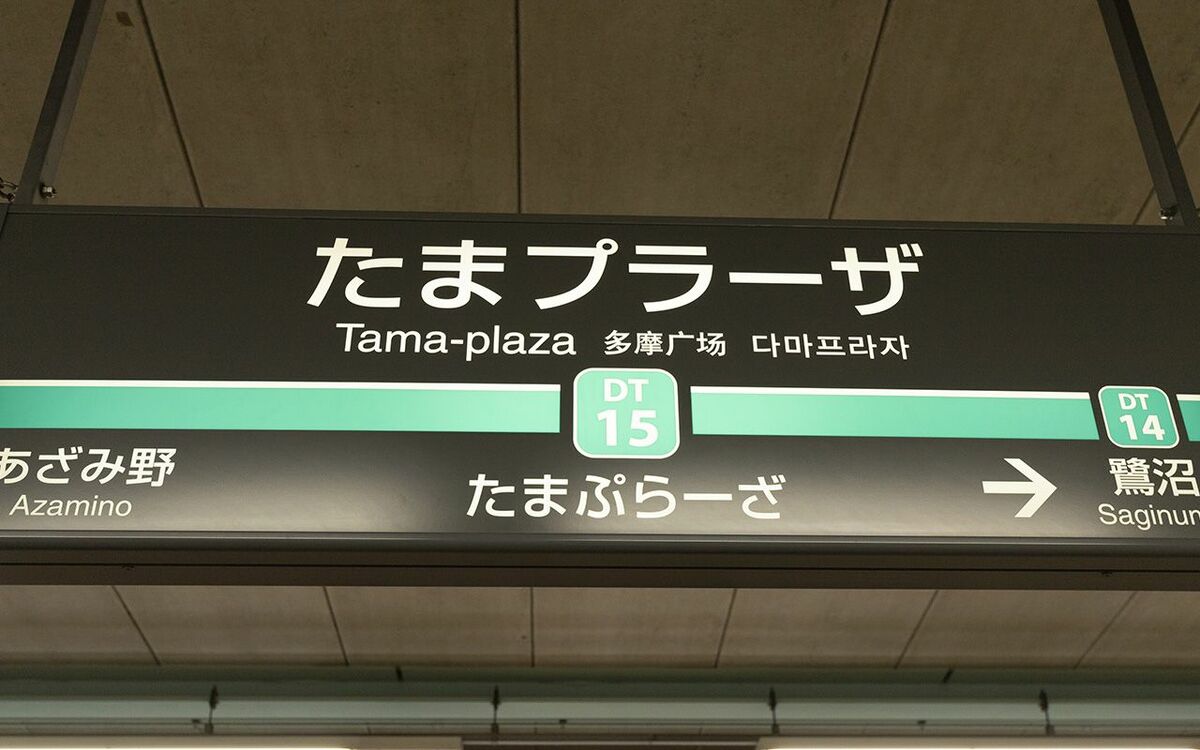 たまプラーザ
Tama-plaza 多摩广场 다마프라자
DT
15
DT
14
あざみ野
Azamino
たまぷらーざ
→
鷺沼